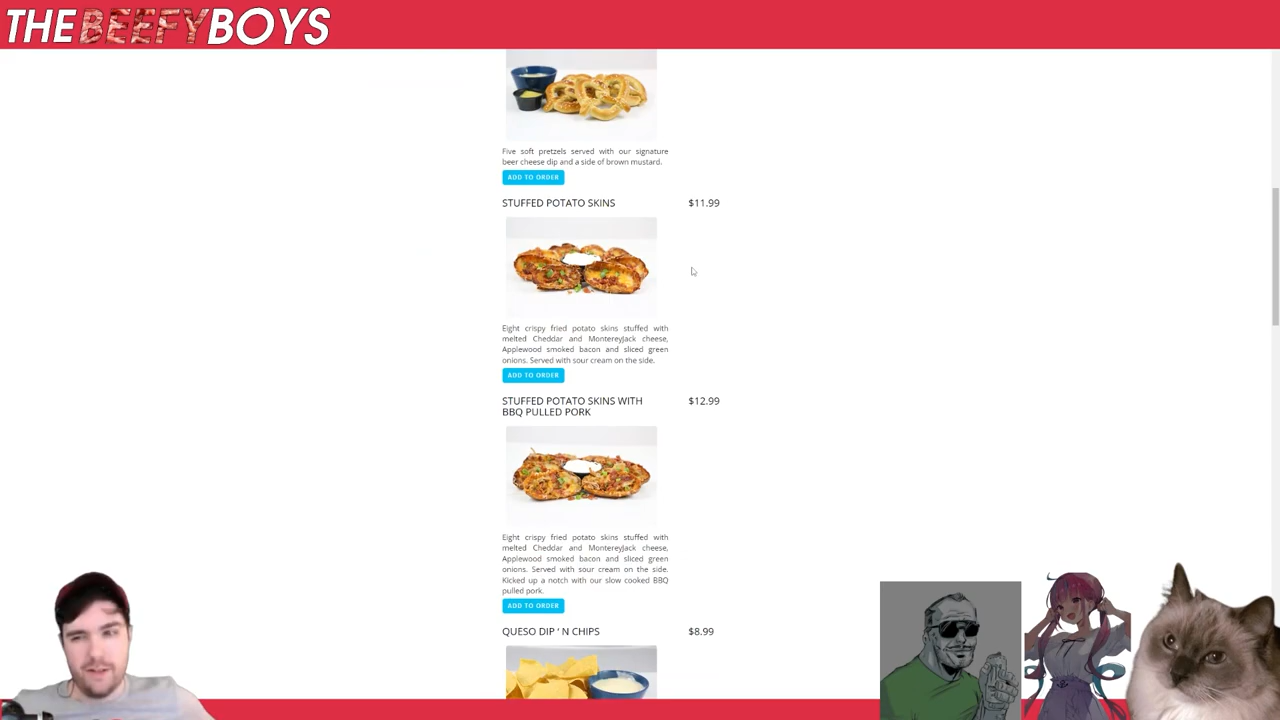 THE BEEFY BOYS
Five soft pretzels served with our signature
beer cheese dip and a side of brown mustard.
ADD TO ORDER
STUFFED POTATO SKINS $11.99
Eight crispy fried potato skins stuffed with
melted Cheddar and MontereyJack cheese,
Applewood smoked bacon and sliced green
onions. Served with sour cream on the side.
ADD TO ORDER
STUFFED POTATO SKINS WITH $12.99
BBQ PULLED PORK
Eight crispy fried potato skins stuffed with
melted Cheddar and MontereyJack cheese,
Applewood smoked bacon and sliced green
onions. Served with sour cream on the side.
Kicked up a notch with our slow cooked BBQ
pulled pork.
ADD TO ORDER
QUESO DIP ' N CHIPS $8.99